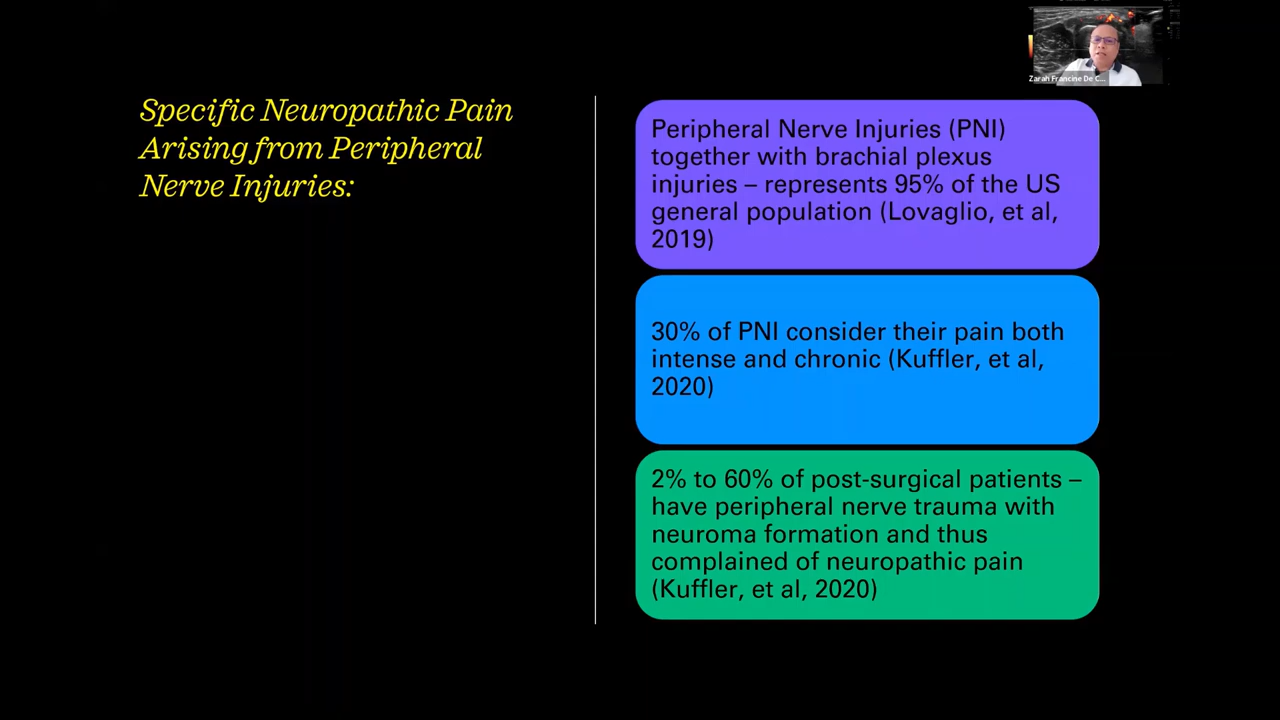 Specific Neuropathic Pain
Arising from Peripheral
Nerve Injuries:
Peripheral Nerve Injuries (PNI)
together with brachial plexus
injuries – represents 95% of the US
general population (Lovaglio, et al,
2019)
30% of PNI consider their pain both
intense and chronic (Kuffler, et al,
2020)
2% to 60% of post-surgical patients –
have peripheral nerve trauma with
neuroma formation and thus
complained of neuropathic pain
(Kuffler, et al, 2020)
Zarah Francine De C...